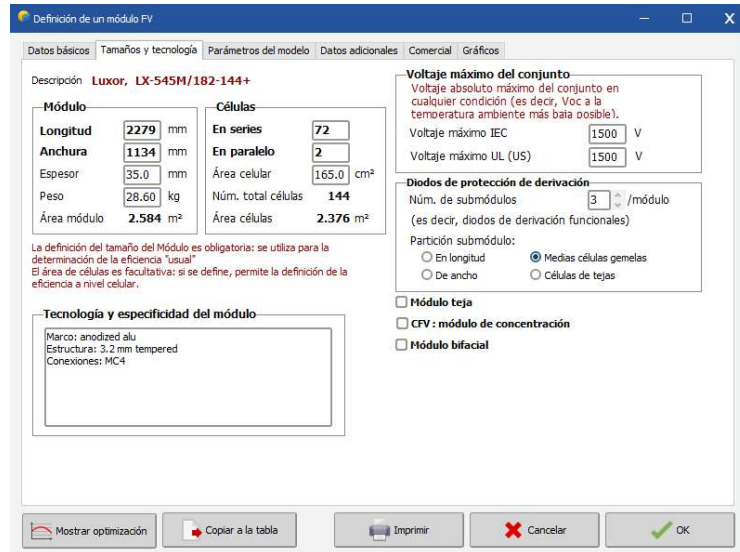 Definición de un módulo FV
Datos básicos Tamaños y tecnología Parámetros del modelo Datos adicionales Comercial Gráficos
Descripción Luxor, LX-545M/182-144+
Módulo
Longitud 2279 mm
Anchura 1134 mm
Espesor 35.0 mm
Peso 28.60 kg
Área módulo 2.584 m²
Células
En series 72
En paralelo 2
Área celular 165.0 cm²
Núm. total células 144
Área células 2.376 m²
La definición del tamaño del Módulo es obligatoria: se utiliza para la
determinación de la eficiencia "usual"
El área de células es facultativa: si se define, permite la definición de la
eficiencia a nivel celular.
Tecnología y especificidad del módulo
Marco: anodized alu
Estructura: 3.2 mm tempered
Conexiones: MC4
Voltaje máximo del conjunto
Voltaje absoluto máximo del conjunto en
cualquier condición (es decir, Voc a la
temperatura ambiente más baja posible).
Voltaje máximo IEC 1500 V
Voltaje máximo UL (US) 1500 V
Diodos de protección de derivación
Núm. de submódulos 3 /módulo
(es decir, diodos de derivación funcionales)
Partición submódulo:
En longitud Medias células gemelas
De ancho Células de tejas
Módulo teja
CFV : módulo de concentración
Módulo bifacial
Mostrar optimización Copiar a la tabla Imprimir Cancelar OK